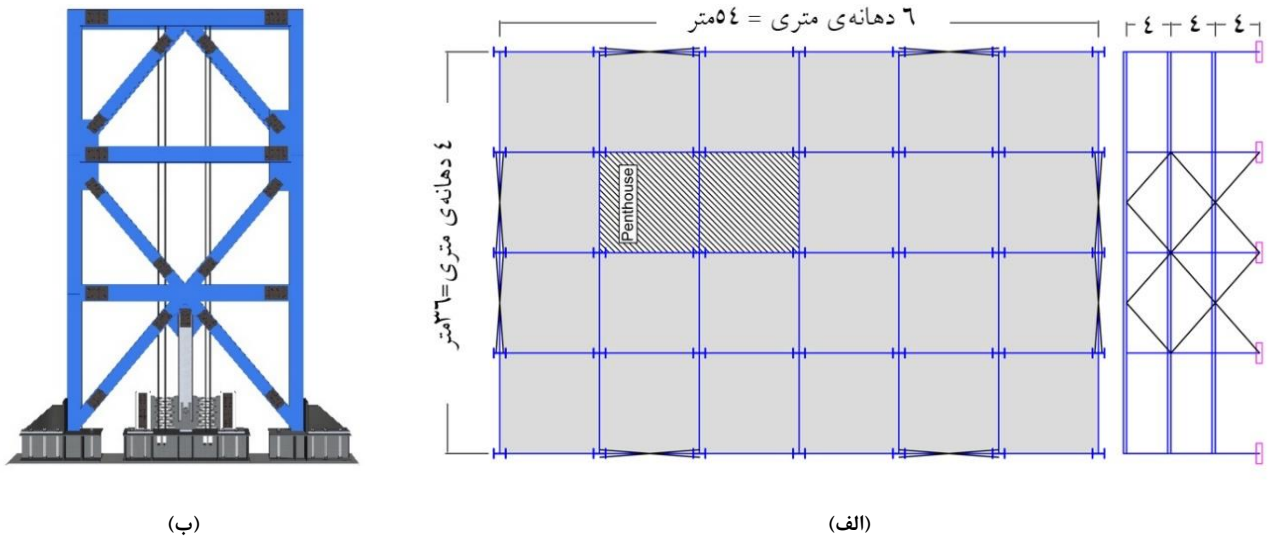 ٦ دهانه‌ی متری = ٥٤متر
٤ ٤ ٤
٤ دهانه‌ی متری=٣٦متر
Penthouse
(ب)
(الف)